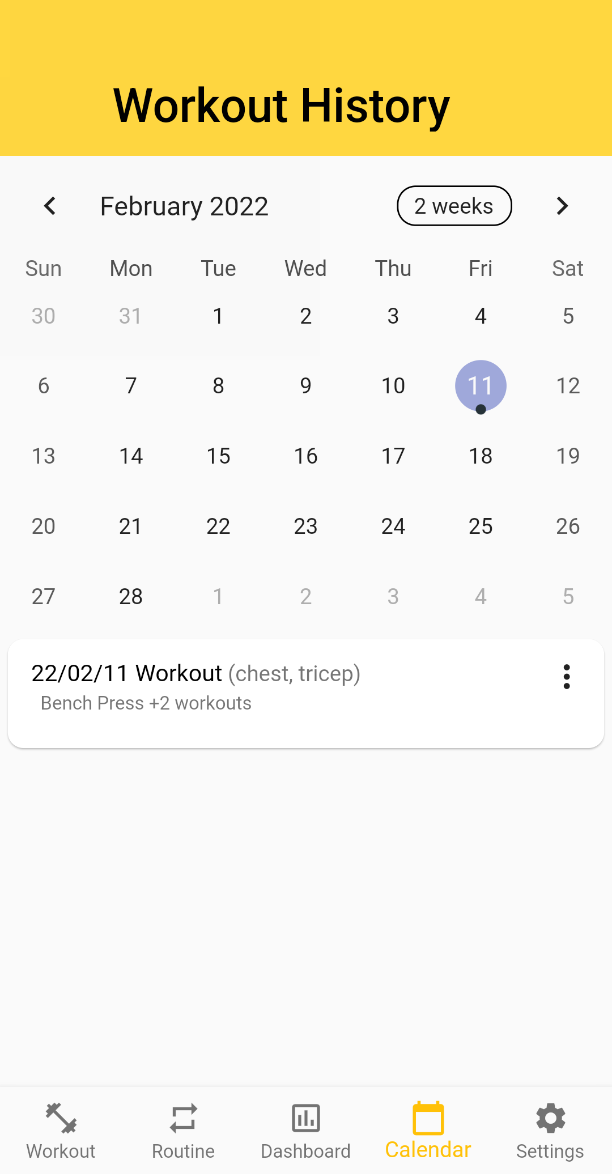 Workout History
February 2022 2 weeks
Sun Mon Tue Wed Thu Fri Sat
30 31 1 2 3 4 5
6 7 8 9 10 11 12
13 14 15 16 17 18 19
20 21 22 23 24 25 26
27 28 1 2 3 4 5
22/02/11 Workout (chest, tricep)
Bench Press +2 workouts
Workout Routine Dashboard Calendar Settings